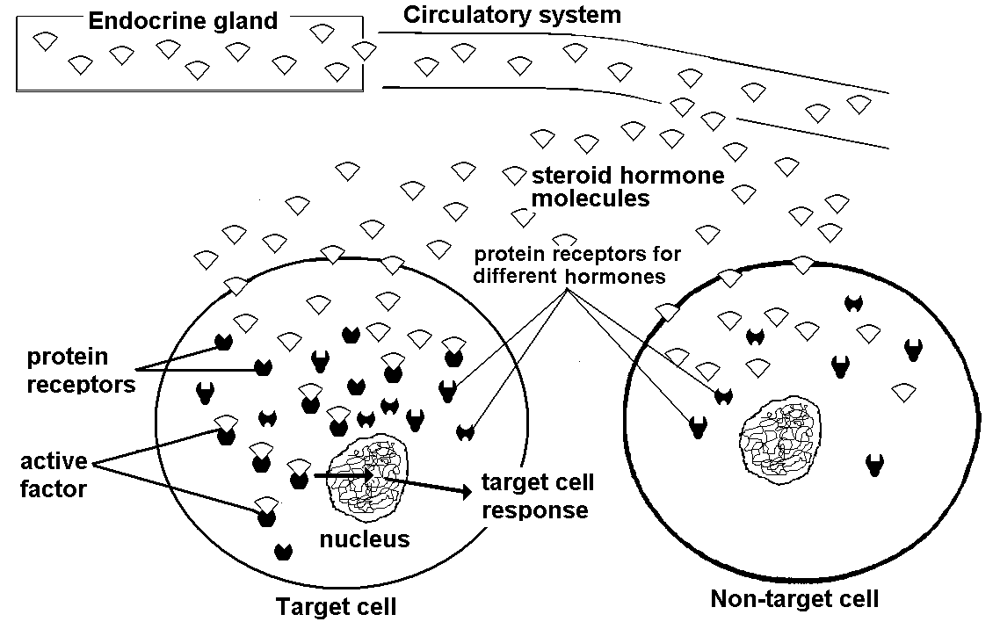 Endocrine gland
Circulatory system
steroid hormone
molecules
protein receptors for
different hormones
protein
receptors
active
factor
target cell
response
nucleus
Target cell
Non-target cell